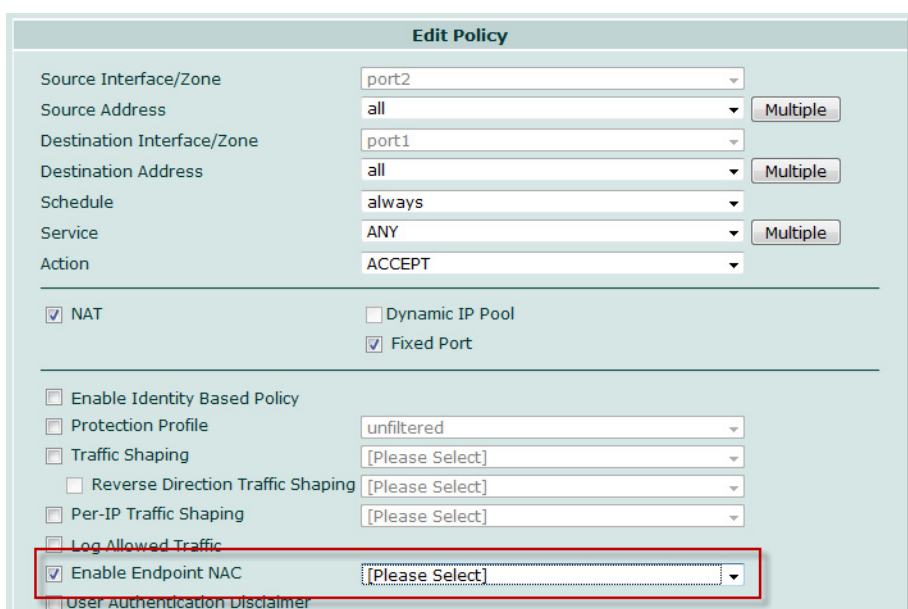 Edit Policy
Source Interface/Zone port2
Source Address all Multiple
Destination Interface/Zone port1
Destination Address all Multiple
Schedule always
Service ANY Multiple
Action ACCEPT
NAT Dynamic IP Pool
Fixed Port
Enable Identity Based Policy
Protection Profile unfiltered
Traffic Shaping [Please Select]
Reverse Direction Traffic Shaping [Please Select]
Per-IP Traffic Shaping [Please Select]
Log Allowed Traffic
Enable Endpoint NAC [Please Select]
User Authentication Disclaimer